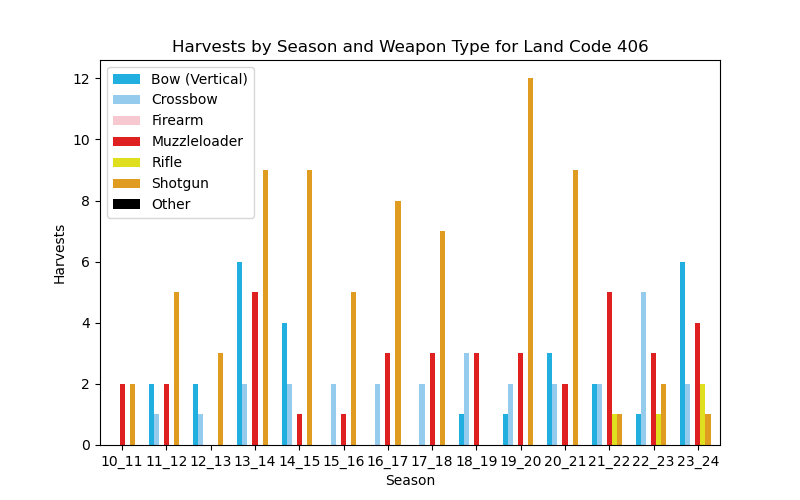 Harvests by Season and Weapon Type for Land Code 406
Bow (Vertical)
Crossbow
Firearm
Muzzleloader
Rifle
Shotgun
Other
12
10
8
6
4
2
0
Harvests
10_11 11_12 12_13 13_14 14_15 15_16 16_17 17_18 18_19 19_20 20_21 21_22 22_23 23_24
Season